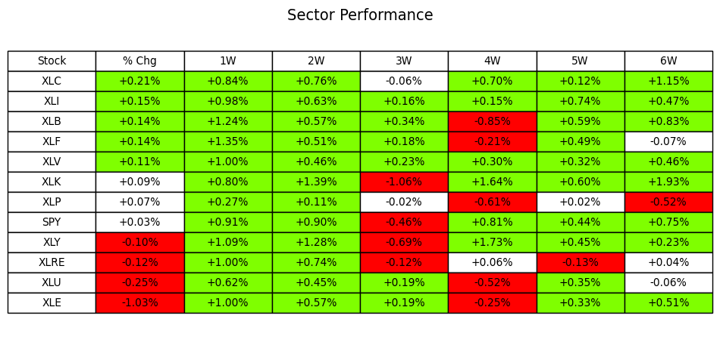 Sector Performance
Stock % Chg 1W 2W 3W 4W 5W 6W
XLC +0.21% +0.84% +0.76% -0.06% +0.70% +0.12% +1.15%
XLI +0.15% +0.98% +0.63% +0.16% +0.15% +0.74% +0.47%
XLB +0.14% +1.24% +0.57% +0.34% -0.85% +0.59% +0.83%
XLF +0.14% +1.35% +0.51% +0.18% -0.21% +0.49% -0.07%
XLV +0.11% +1.00% +0.46% +0.23% +0.30% +0.32% +0.46%
XLK +0.09% +0.80% +1.39% -1.06% +1.64% +0.60% +1.93%
XLP +0.07% +0.27% +0.11% -0.02% -0.61% +0.02% -0.52%
SPY +0.03% +0.91% +0.90% -0.46% +0.81% +0.44% +0.75%
XLY -0.10% +1.09% +1.28% -0.69% +1.73% +0.45% +0.23%
XLRE -0.12% +1.00% +0.74% -0.12% +0.06% -0.13% +0.04%
XLU -0.25% +0.62% +0.45% +0.19% -0.52% +0.35% -0.06%
XLE -1.03% +1.00% +0.57% +0.19% -0.25% +0.33% +0.51%